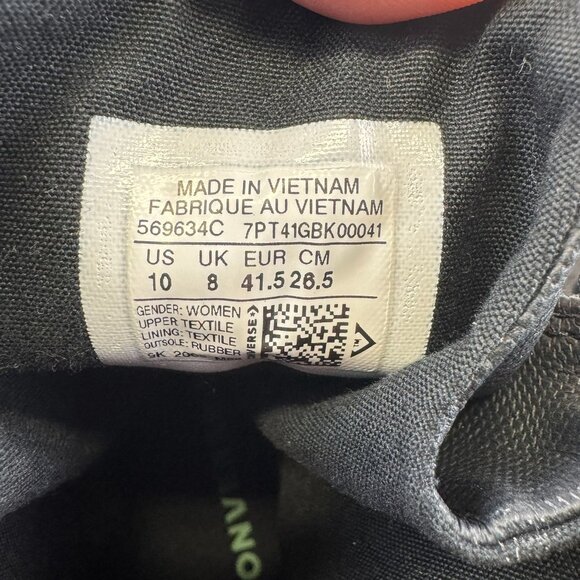 MADE IN VIETNAM
FABRIQUE AU VIETNAM
569634C 7PT41GBK00041
US UK EUR CM
10 8 41.5 26.5
GENDER: WOMEN
UPPER TEXTILE
LINING: TEXTILE
OUTSOLE: RUBBER